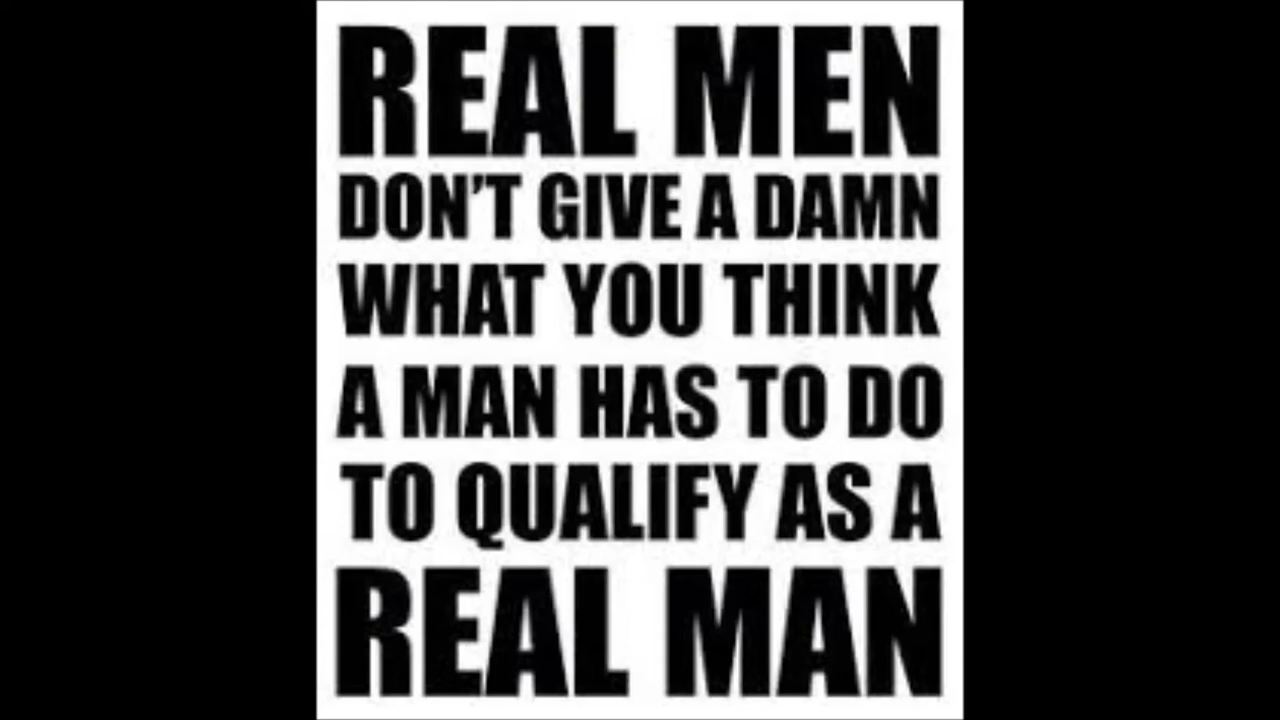 REAL MEN
DON'T GIVE A DAMN
WHAT YOU THINK
A MAN HAS TO DO
TO QUALIFY AS A
REAL MAN